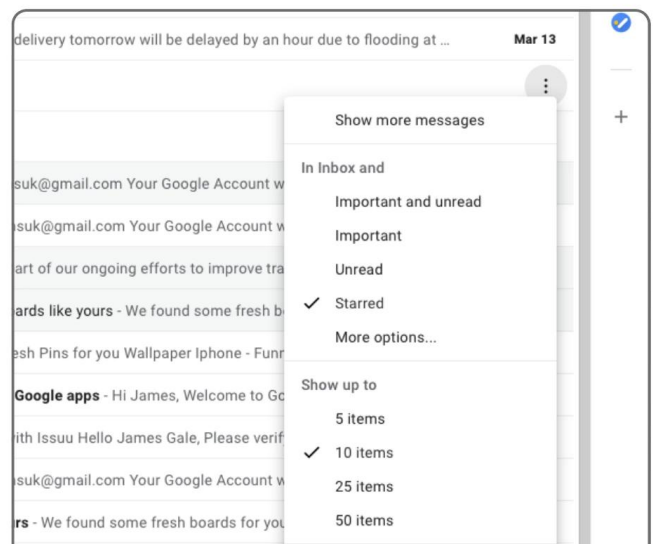 delivery tomorrow will be delayed by an hour due to flooding at ... Mar 13
Show more messages
In Inbox and
suk@gmail.com Your Google Account w
Important and unread
suk@gmail.com Your Google Account w
Important
art of our ongoing efforts to improve tra
Unread
ards like yours - We found some fresh b
Starred
More options...
esh Pins for you Wallpaper Iphone - Funr
Show up to
Google apps - Hi James, Welcome to Go
5 items
ith Issuu Hello James Gale, Please verif
10 items
suk@gmail.com Your Google Account w
25 items
rs - We found some fresh boards for you
50 items